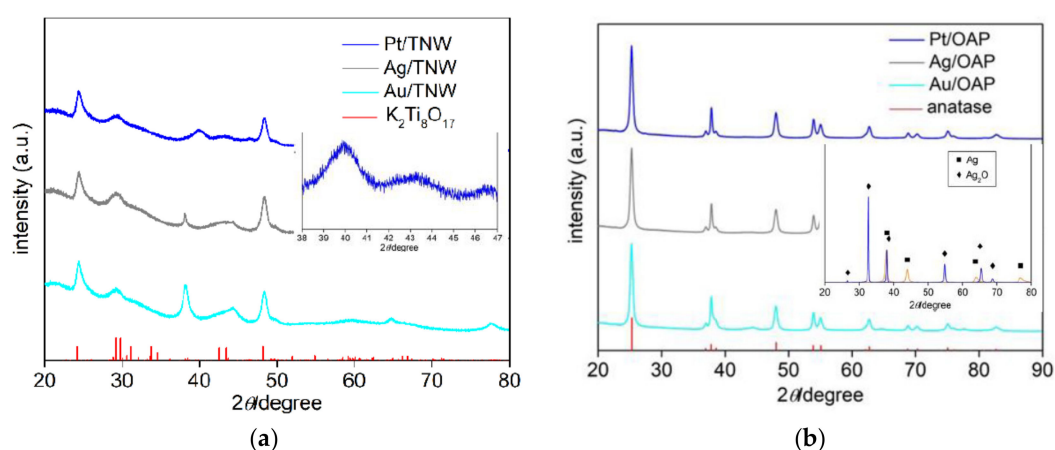 Pt/TNW
Ag/TNW
Au/TNW
K₂Ti₈O₁₇
intensity (a.u.)
38 39 40 41 42 43 44 45 46 47
2θ/degree
20 30 40 50 60 70 80
2θ/degree
(a)
Pt/OAP
Ag/OAP
Au/OAP
anatase
intensity (a.u.)
Ag
Ag₂O
20 30 40 50 60 70 80
2θ/degree
20 30 40 50 60 70 80 90
2θ/degree
(b)